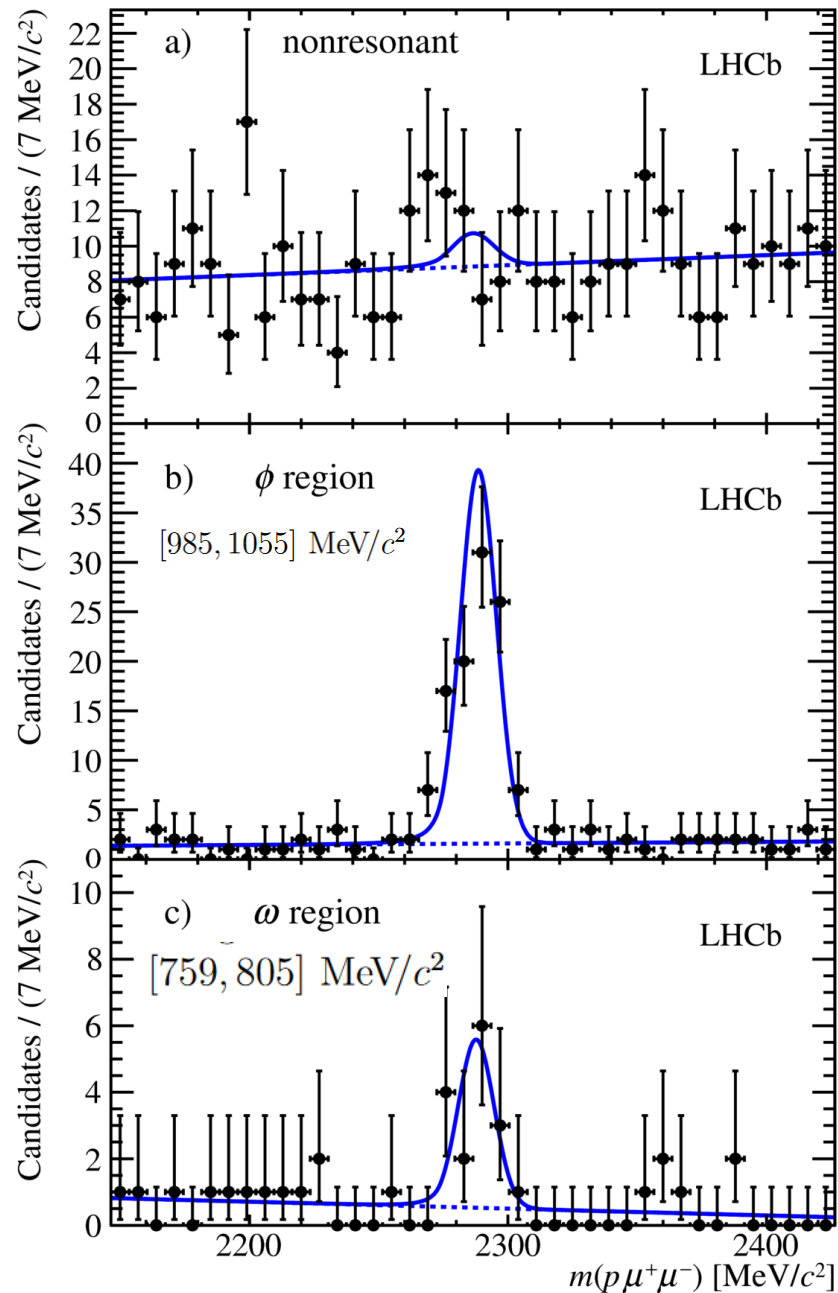 a) nonresonant
LHCb
Candidates / (7 MeV/c²)
22
20
18
16
14
12
10
8
6
4
2
0
b) ϕ region
[985, 1055] MeV/c²
LHCb
Candidates / (7 MeV/c²)
40
35
30
25
20
15
10
5
0
c) ω region
[759, 805] MeV/c²
LHCb
Candidates / (7 MeV/c²)
10
8
6
4
2
0
2200 2300 2400
m(pμ⁺μ⁻) [MeV/c²]